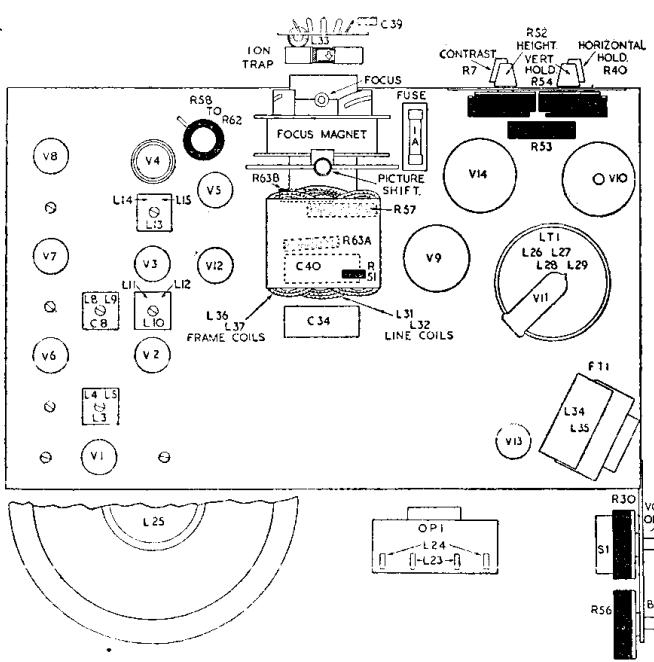 C39
L33
ION
TRAP
FOCUS
CONTRAST
R7
R52
HEIGHT.
VERT
HOLD.
R54
HORIZONTAL
HOLD.
R40
R58
TO
R62
FUSE
1A
FOCUS MAGNET
R53
V8
V4
V5
V14
V10
PICTURE
SHIFT.
R63B
R57
L14 L15
L13
V7
V3
V12
R63A
C40
R
51
V9
LT1
L26 L27
L28 L29
V11
L11 L12
L10
L8 L9
C8
L36
L37
FRAME COILS
C34
L31
L32
LINE COILS
V6
V2
FT1
L34
L35
L4 L5
L3
V1
V13
L25
OP1
L24
L23
R30
S1
R56